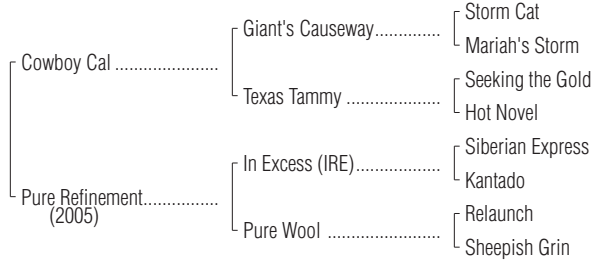 Storm Cat
Giant's Causeway..............
Mariah's Storm
Cowboy Cal ......................
Seeking the Gold
Texas Tammy ....................
Hot Novel
Siberian Express
In Excess (IRE)..................
Kantado
Pure Refinement................
(2005)
Relaunch
Pure Wool ........................
Sheepish Grin